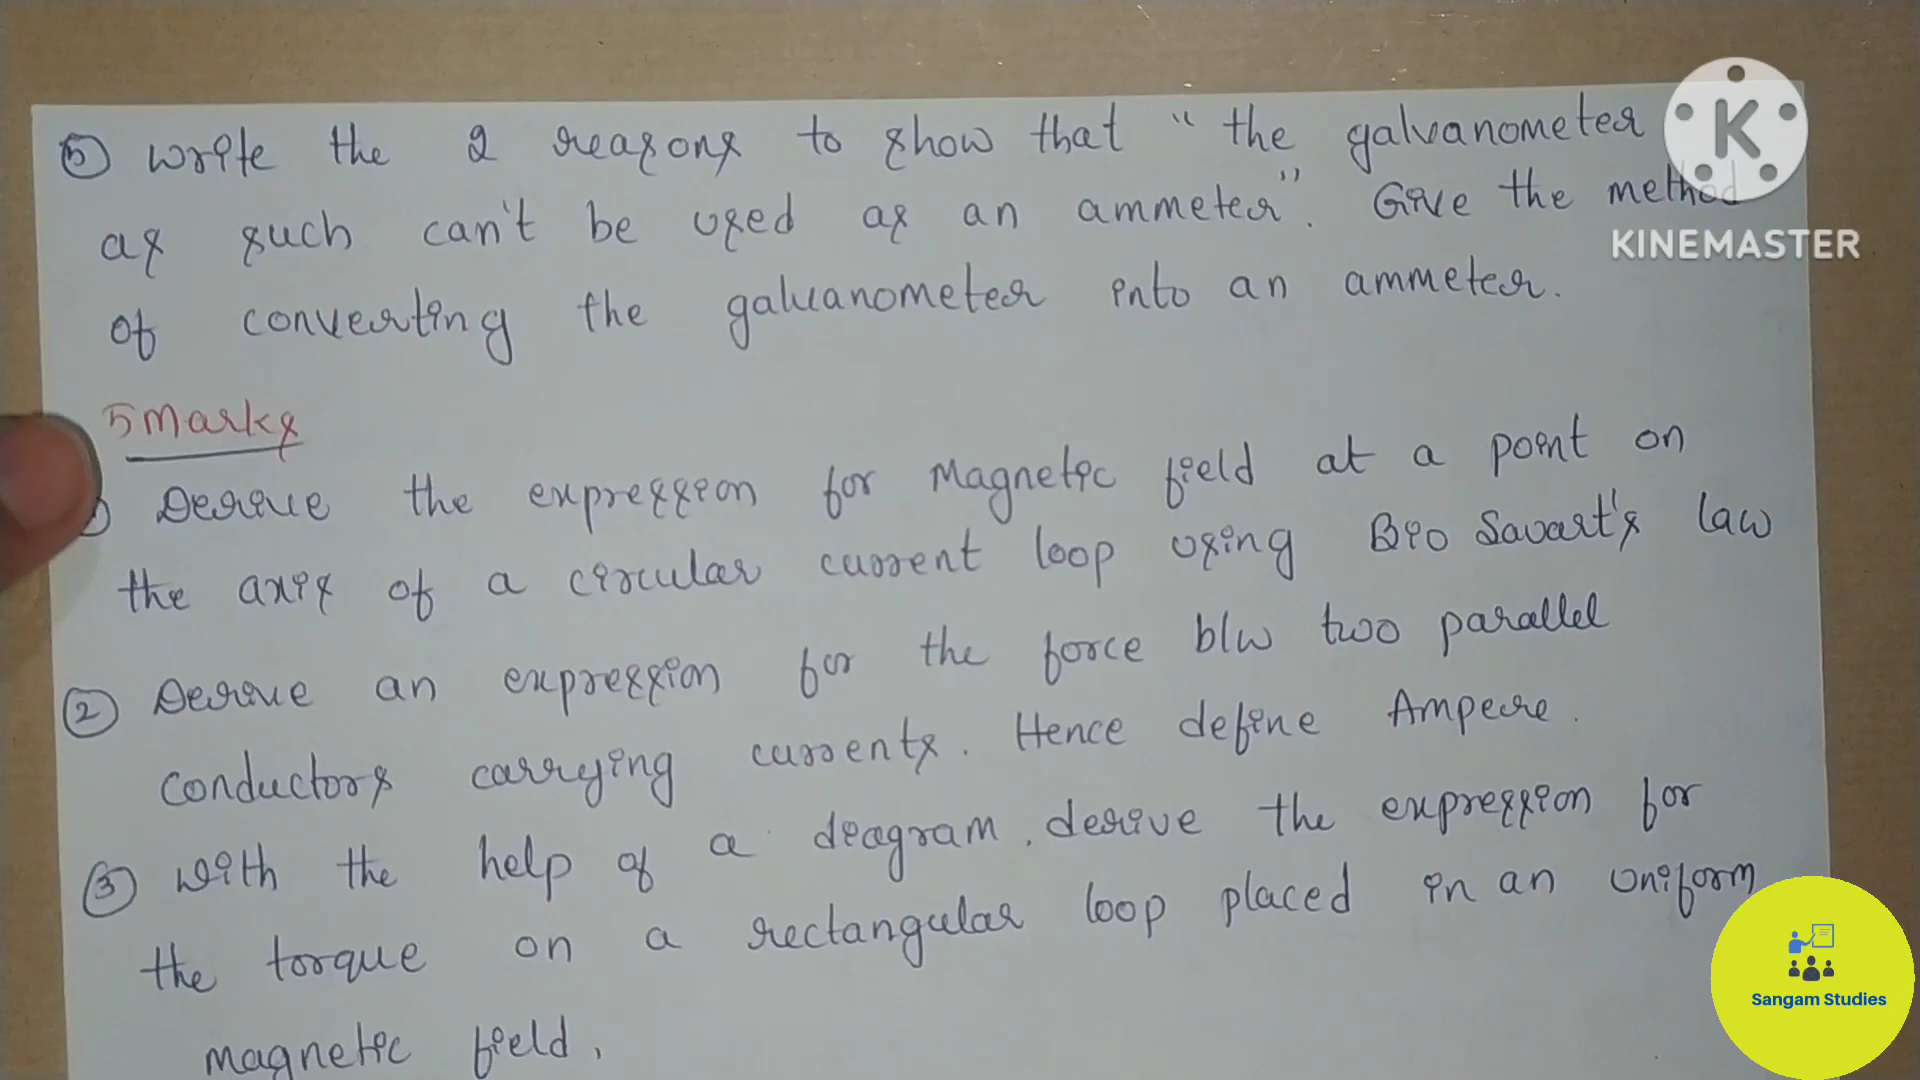 ⑤ Write the 2 reasons to show that "the galvanometer
as such can't be used as an ammeter". Give the method
of converting the galvanometer into an ammeter.
5 Marks
Derive the expression for Magnetic field at a point on
the axis of a circular current loop using Bio Savart's law
② Derive an expression for the force b/w two parallel
conductors carrying currents. Hence define Ampere.
③ With the help of a diagram, derive the expression for
the torque on a rectangular loop placed in an uniform
magnetic field.
K
KINEMASTER
Sangam Studies